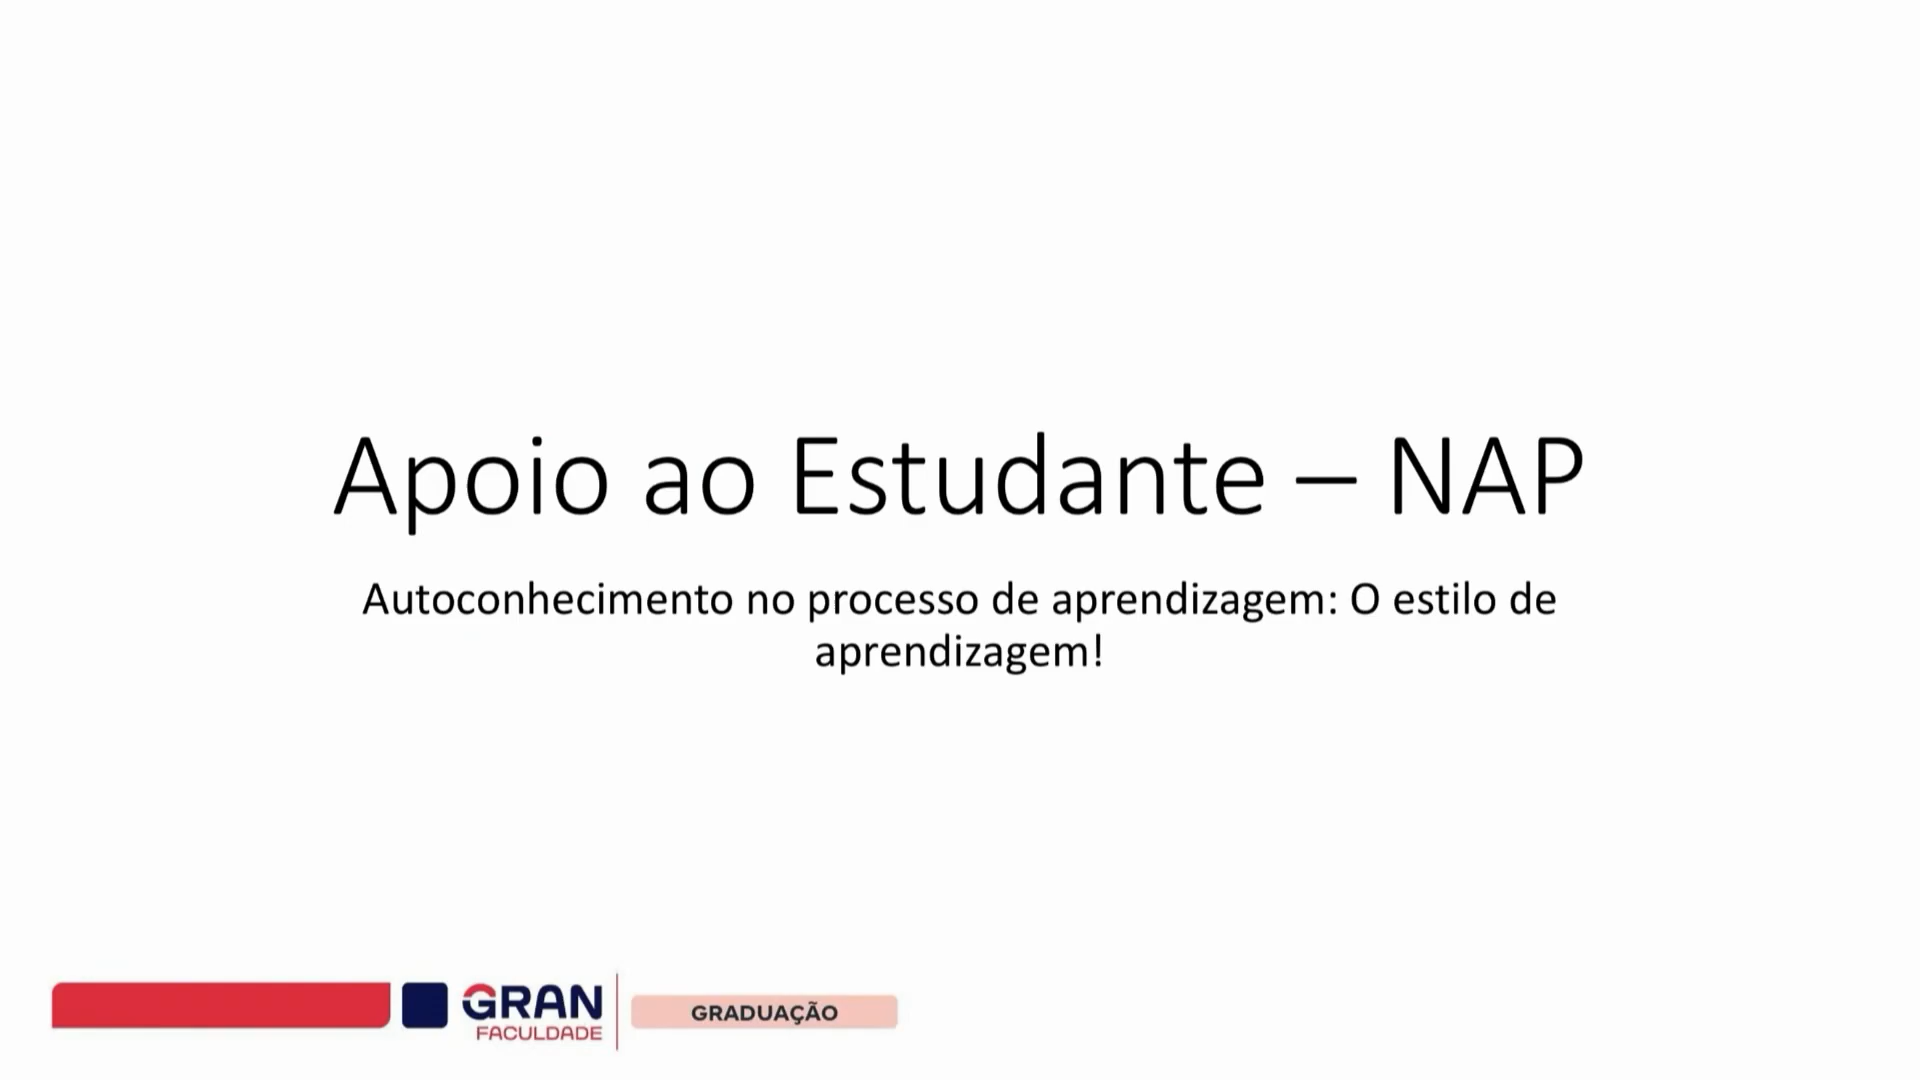 Apoio ao Estudante – NAP
Autoconhecimento no processo de aprendizagem: O estilo de
aprendizagem!
GRAN
FACULDADE
GRADUAÇÃO